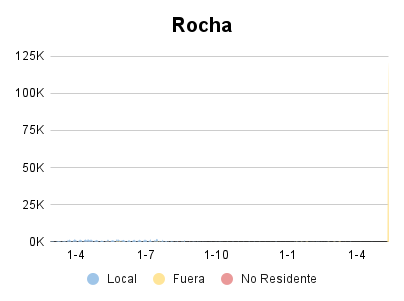 Rocha
125K
100K
75K
50K
25K
0K
1-4 1-7 1-10 1-1 1-4
Local Fuera No Residente